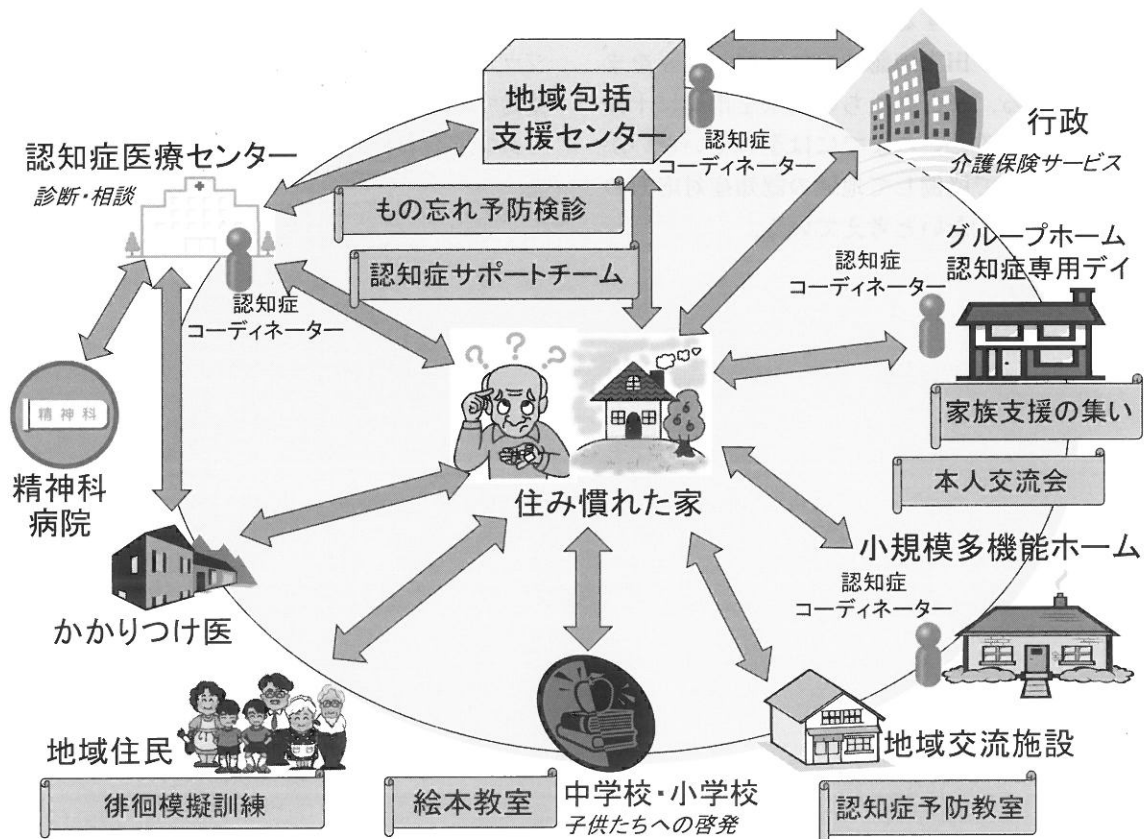 地域包括
支援センター
認知症
コーディネーター
行政
介護保険サービス
認知症医療センター
診断・相談
認知症
コーディネーター
もの忘れ予防検診
認知症サポートチーム
グループホーム
認知症専用デイ
認知症
コーディネーター
家族支援の集い
本人交流会
精神科
精神科
病院
住み慣れた家
小規模多機能ホーム
認知症
コーディネーター
かかりつけ医
地域住民
徘徊模擬訓練
絵本教室
中学校・小学校
子供たちへの啓発
地域交流施設
認知症予防教室